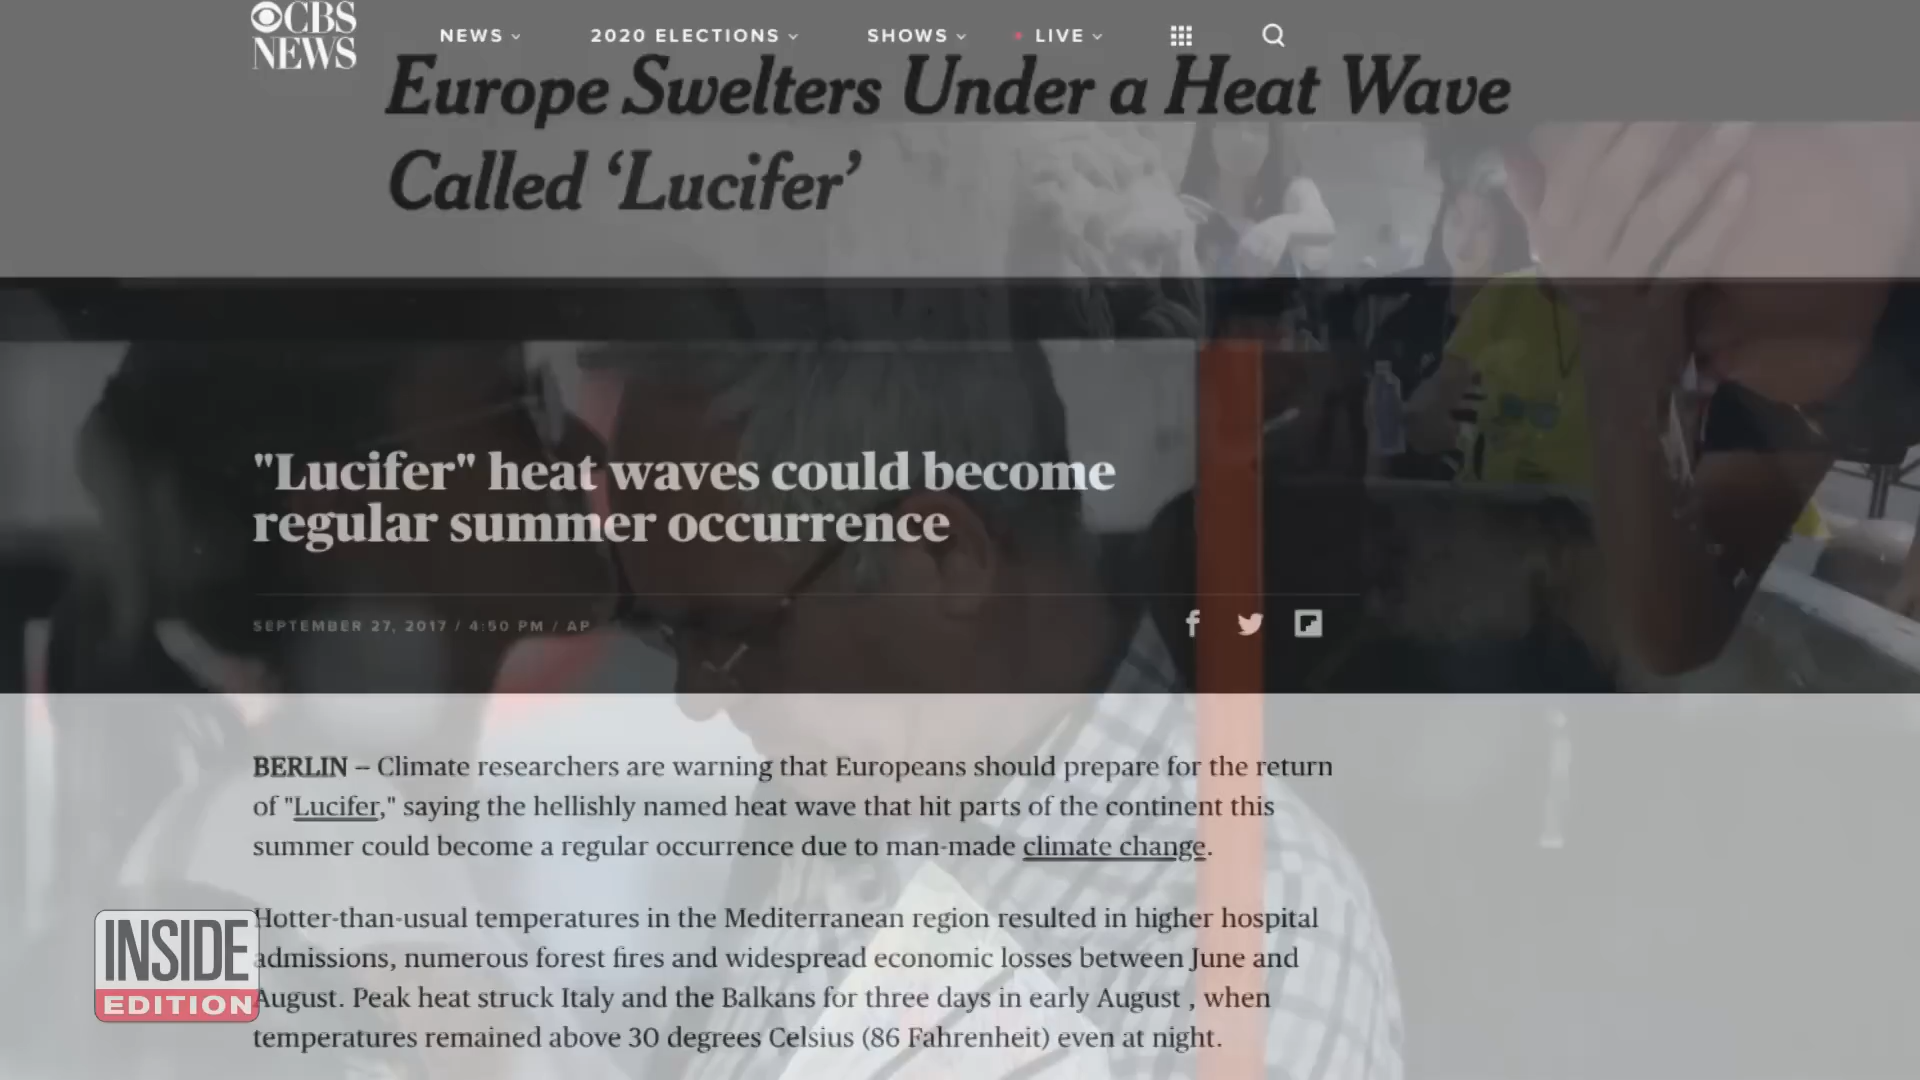 CBS
NEWS
NEWS
2020 ELECTIONS
SHOWS
LIVE
Europe Swelters Under a Heat Wave
Called ‘Lucifer’
"Lucifer" heat waves could become
regular summer occurrence
SEPTEMBER 27, 2017 / 4:50 PM / AP
BERLIN – Climate researchers are warning that Europeans should prepare for the return
of "Lucifer," saying the hellishly named heat wave that hit parts of the continent this
summer could become a regular occurrence due to man-made climate change.
Hotter-than-usual temperatures in the Mediterranean region resulted in higher hospital
admissions, numerous forest fires and widespread economic losses between June and
August. Peak heat struck Italy and the Balkans for three days in early August , when
temperatures remained above 30 degrees Celsius (86 Fahrenheit) even at night.
INSIDE
EDITION